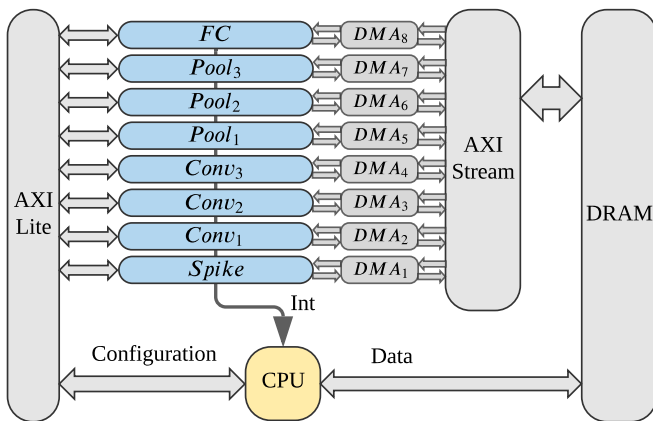 FC
DMA₈
Pool₃
DMA₇
Pool₂
DMA₆
Pool₁
DMA₅
Conv₃
DMA₄
Conv₂
DMA₃
Conv₁
DMA₂
Spike
DMA₁
AXI
Lite
AXI
Stream
DRAM
Int
Configuration
CPU
Data